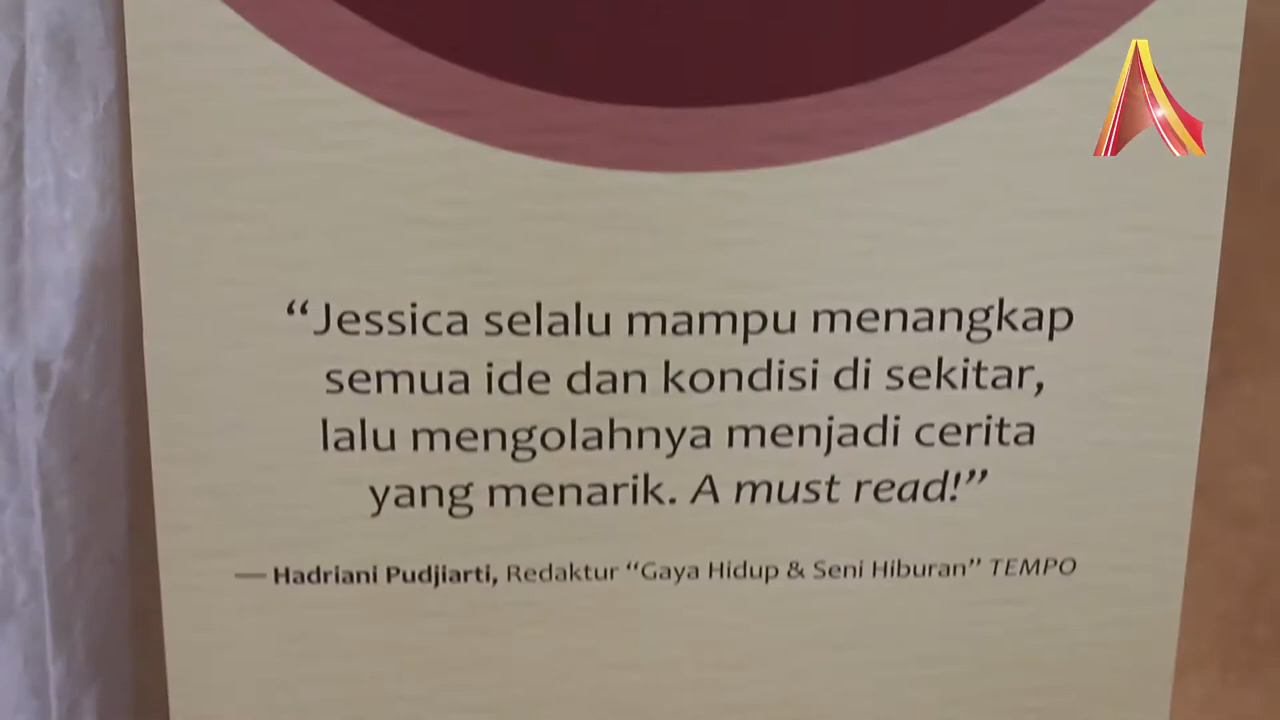 “Jessica selalu mampu menangkap
semua ide dan kondisi di sekitar,
lalu mengolahnya menjadi cerita
yang menarik. A must read!”
— Hadriani Pudjiarti, Redaktur “Gaya Hidup & Seni Hiburan” TEMPO